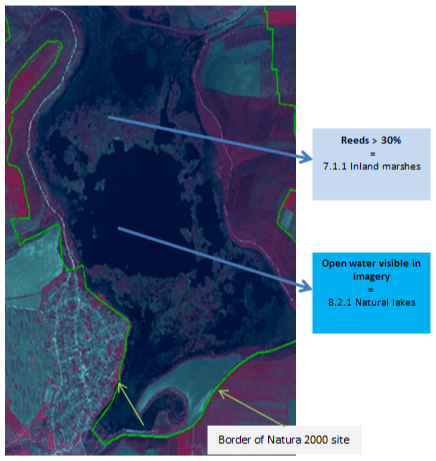 Reeds > 30%
=
7.1.1 Inland marshes
Open water visible in
imagery
=
8.2.1 Natural lakes
Border of Natura 2000 site